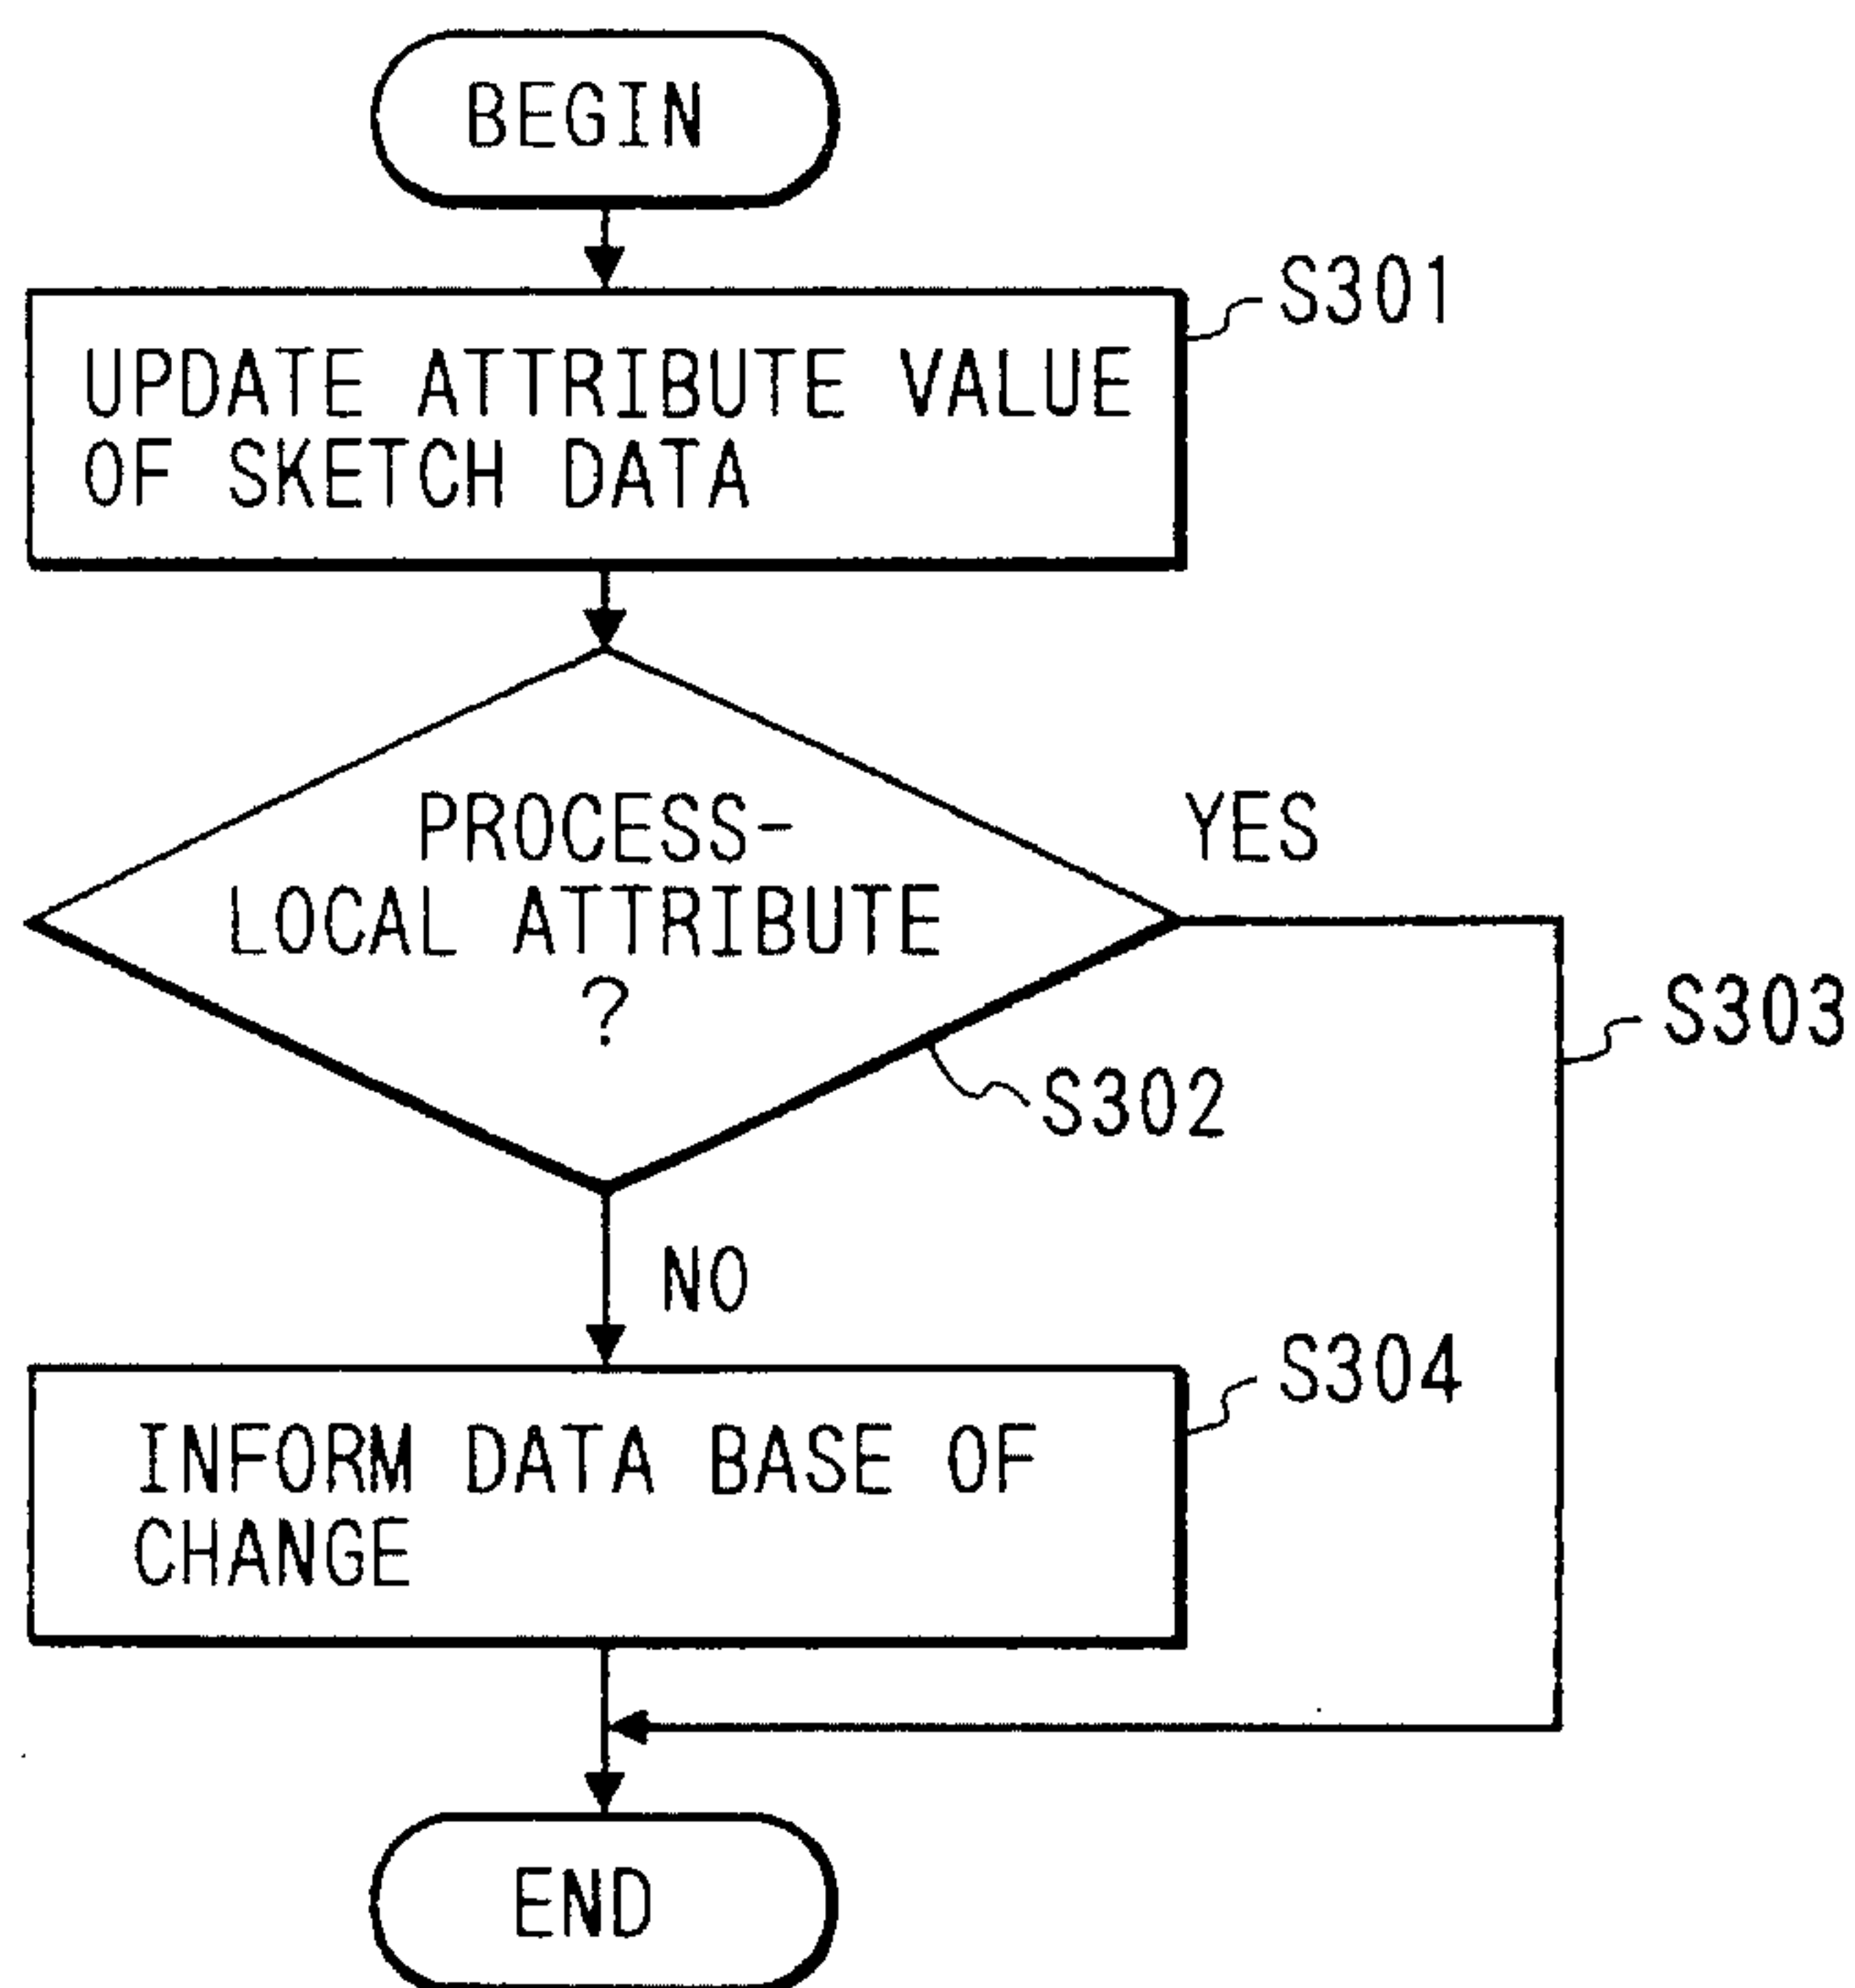 BEGIN
S301
UPDATE ATTRIBUTE VALUE
OF SKETCH DATA
PROCESS-
LOCAL ATTRIBUTE
?
YES
S303
S302
NO
S304
INFORM DATA BASE OF
CHANGE
END